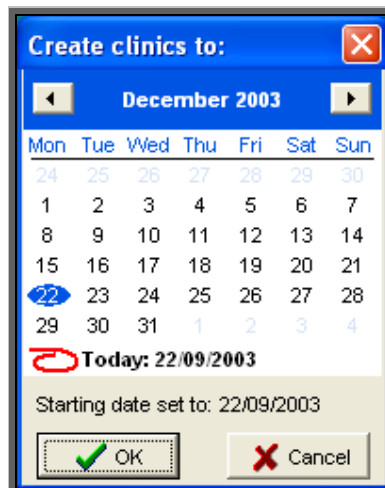 Create clinics to:
December 2003
Mon Tue Wed Thu Fri Sat Sun
24 25 26 27 28 29 30
1 2 3 4 5 6 7
8 9 10 11 12 13 14
15 16 17 18 19 20 21
22 23 24 25 26 27 28
29 30 31 1 2 3 4
Today: 22/09/2003
Starting date set to: 22/09/2003
OK Cancel